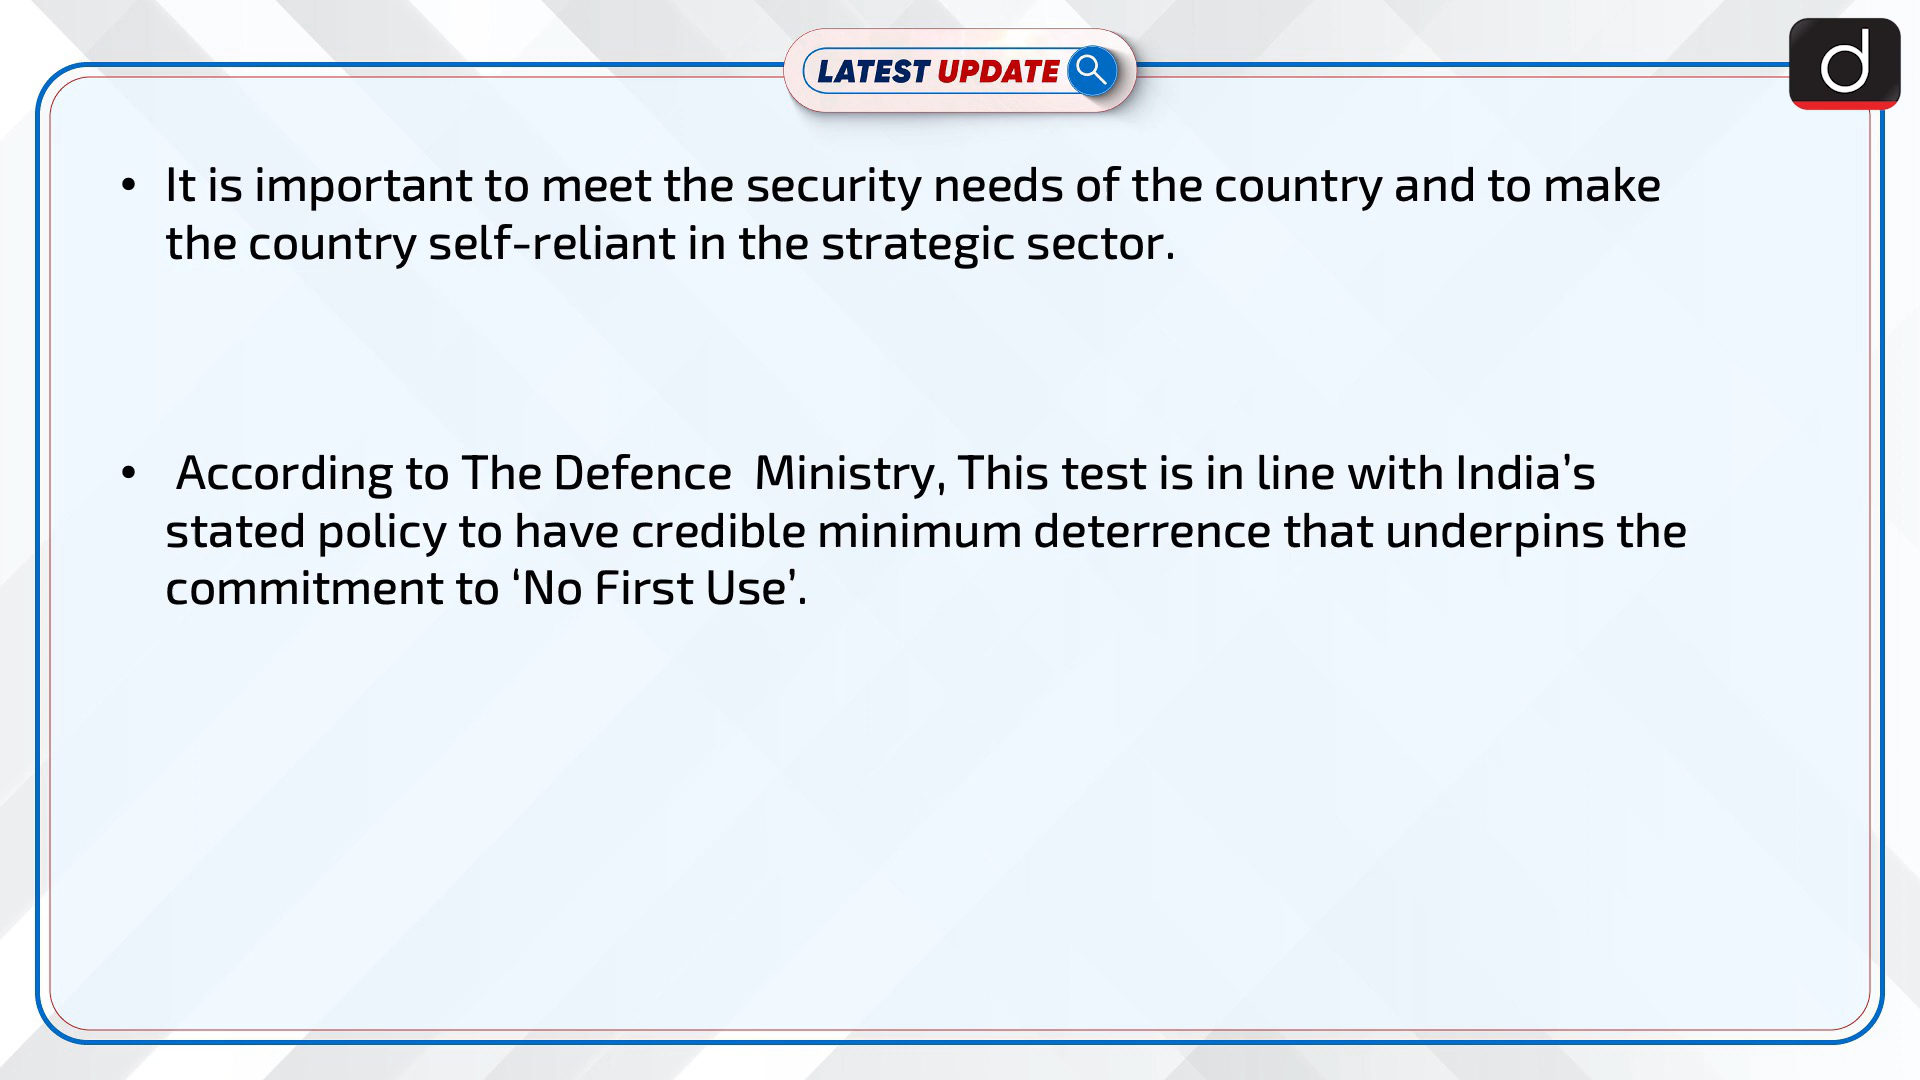 LATEST UPDATE
d
• It is important to meet the security needs of the country and to make
the country self-reliant in the strategic sector.
• According to The Defence  Ministry, This test is in line with India’s
stated policy to have credible minimum deterrence that underpins the
commitment to ‘No First Use’.